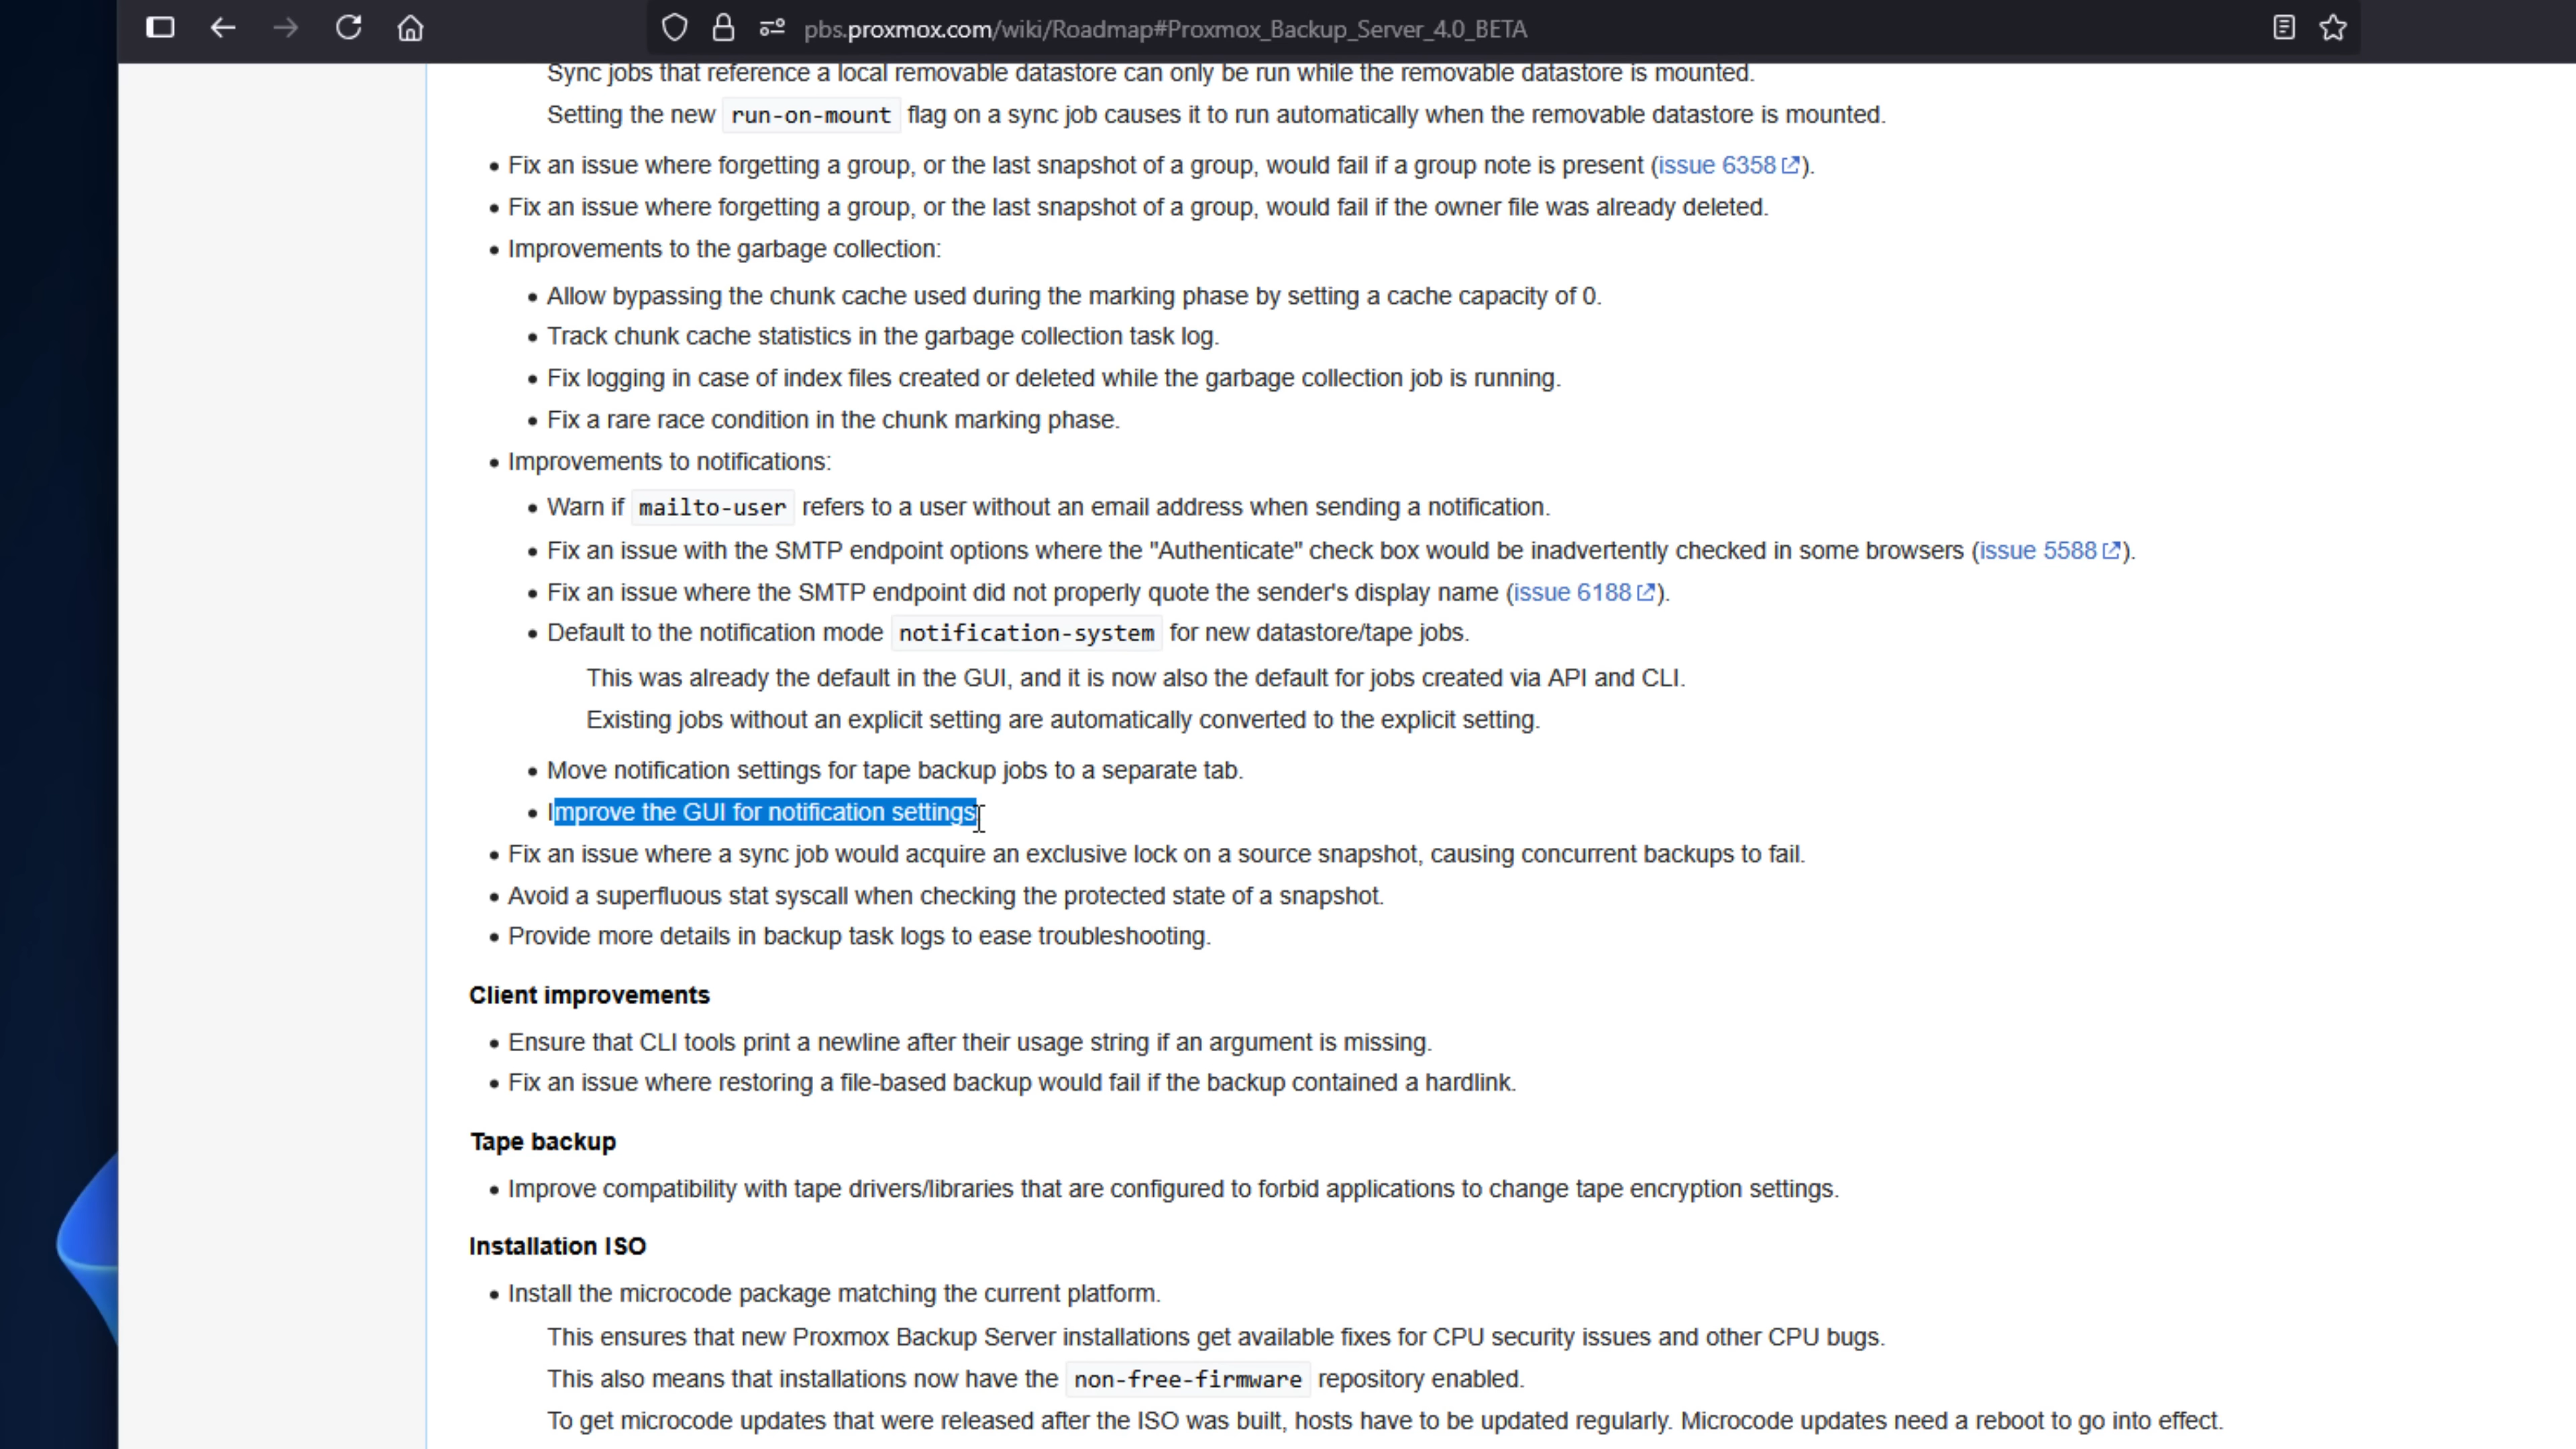 pbs.proxmox.com/wiki/Roadmap#Proxmox_Backup_Server_4.0_BETA
Sync jobs that reference a local removable datastore can only be run while the removable datastore is mounted.
Setting the new run-on-mount flag on a sync job causes it to run automatically when the removable datastore is mounted.
• Fix an issue where forgetting a group, or the last snapshot of a group, would fail if a group note is present (issue 6358).
• Fix an issue where forgetting a group, or the last snapshot of a group, would fail if the owner file was already deleted.
• Improvements to the garbage collection:
• Allow bypassing the chunk cache used during the marking phase by setting a cache capacity of 0.
• Track chunk cache statistics in the garbage collection task log.
• Fix logging in case of index files created or deleted while the garbage collection job is running.
• Fix a rare race condition in the chunk marking phase.
• Improvements to notifications:
• Warn if mailto-user refers to a user without an email address when sending a notification.
• Fix an issue with the SMTP endpoint options where the "Authenticate" check box would be inadvertently checked in some browsers (issue 5588).
• Fix an issue where the SMTP endpoint did not properly quote the sender's display name (issue 6188).
• Default to the notification mode notification-system for new datastore/tape jobs.
This was already the default in the GUI, and it is now also the default for jobs created via API and CLI.
Existing jobs without an explicit setting are automatically converted to the explicit setting.
• Move notification settings for tape backup jobs to a separate tab.
• Improve the GUI for notification settings
• Fix an issue where a sync job would acquire an exclusive lock on a source snapshot, causing concurrent backups to fail.
• Avoid a superfluous stat syscall when checking the protected state of a snapshot.
• Provide more details in backup task logs to ease troubleshooting.
Client improvements
• Ensure that CLI tools print a newline after their usage string if an argument is missing.
• Fix an issue where restoring a file-based backup would fail if the backup contained a hardlink.
Tape backup
• Improve compatibility with tape drivers/libraries that are configured to forbid applications to change tape encryption settings.
Installation ISO
• Install the microcode package matching the current platform.
This ensures that new Proxmox Backup Server installations get available fixes for CPU security issues and other CPU bugs.
This also means that installations now have the non-free-firmware repository enabled.
To get microcode updates that were released after the ISO was built, hosts have to be updated regularly. Microcode updates need a reboot to go into effect.